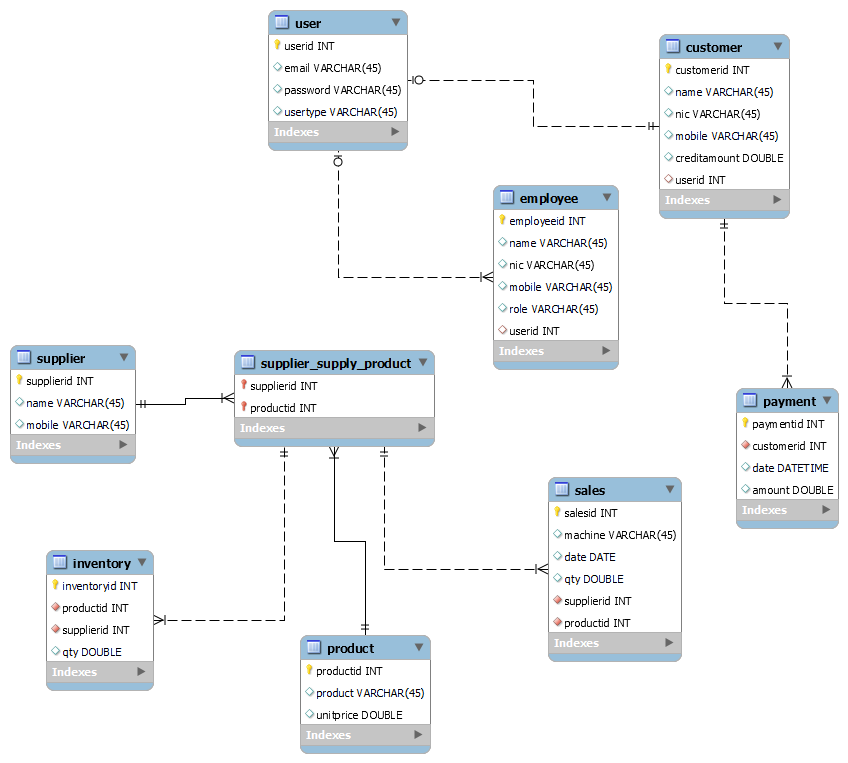 user
userid INT
email VARCHAR(45)
password VARCHAR(45)
usertype VARCHAR(45)
Indexes
customer
customerid INT
name VARCHAR(45)
nic VARCHAR(45)
mobile VARCHAR(45)
creditamount DOUBLE
userid INT
Indexes
employee
employeeid INT
name VARCHAR(45)
nic VARCHAR(45)
mobile VARCHAR(45)
role VARCHAR(45)
userid INT
Indexes
supplier
supplierid INT
name VARCHAR(45)
mobile VARCHAR(45)
Indexes
supplier_supply_product
supplierid INT
productid INT
Indexes
payment
paymentid INT
customerid INT
date DATETIME
amount DOUBLE
Indexes
sales
salesid INT
machine VARCHAR(45)
date DATE
qty DOUBLE
supplierid INT
productid INT
Indexes
inventory
inventoryid INT
productid INT
supplierid INT
qty DOUBLE
Indexes
product
productid INT
product VARCHAR(45)
unitprice DOUBLE
Indexes